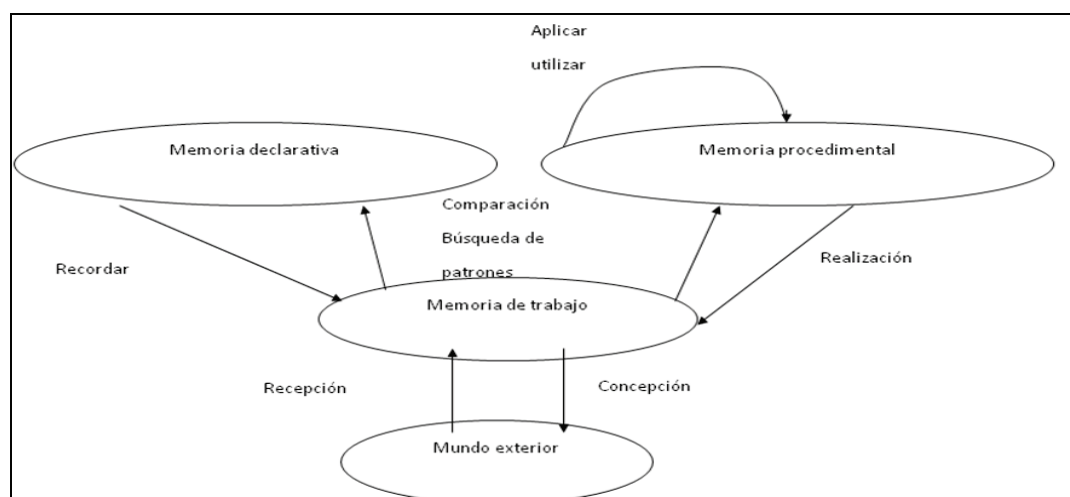 Aplicar
utilizar
Memoria declarativa
Memoria procedimental
Comparación
Búsqueda de
patrones
Recordar
Realización
Memoria de trabajo
Recepción
Concepción
Mundo exterior